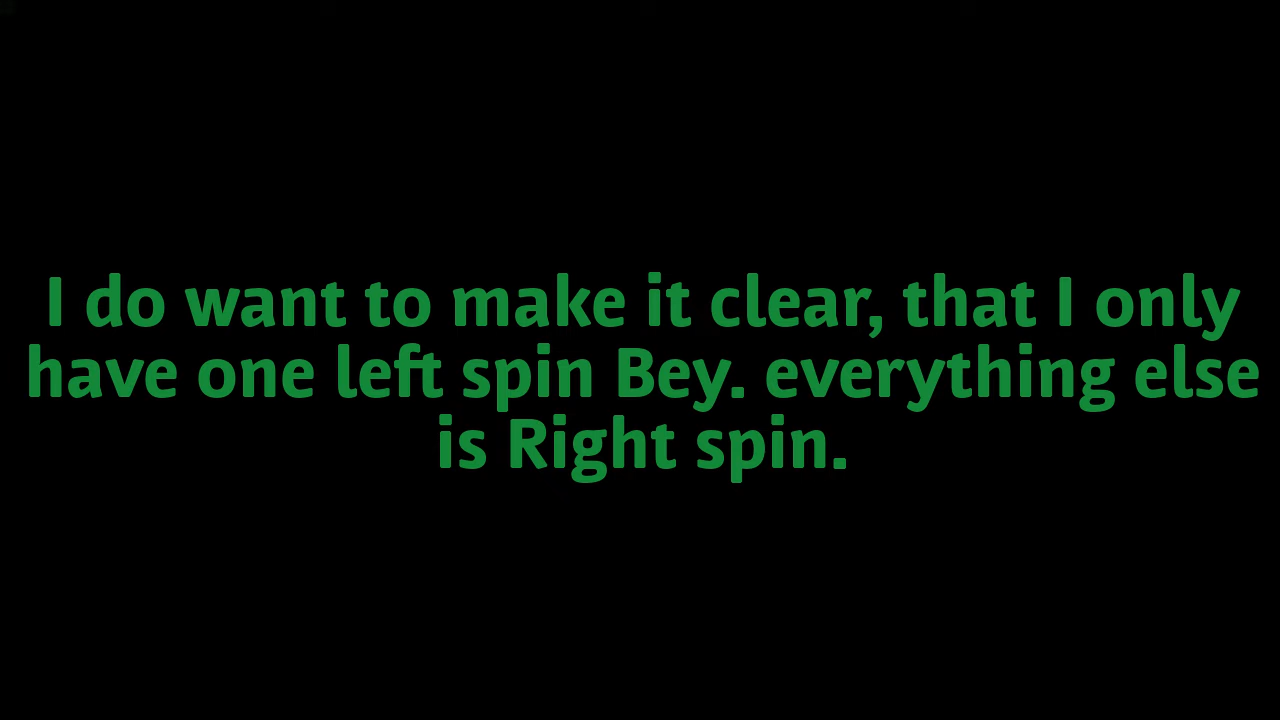 I do want to make it clear, that I only
have one left spin Bey. everything else
is Right spin.